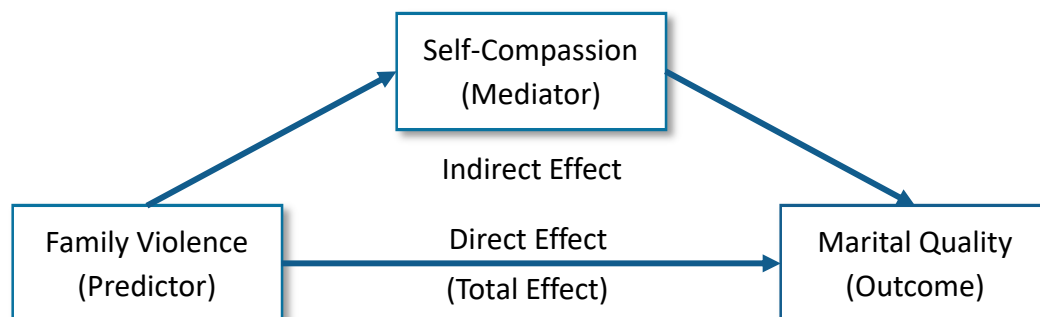 Self-Compassion
(Mediator)
Indirect Effect
Family Violence
(Predictor)
Direct Effect
(Total Effect)
Marital Quality
(Outcome)